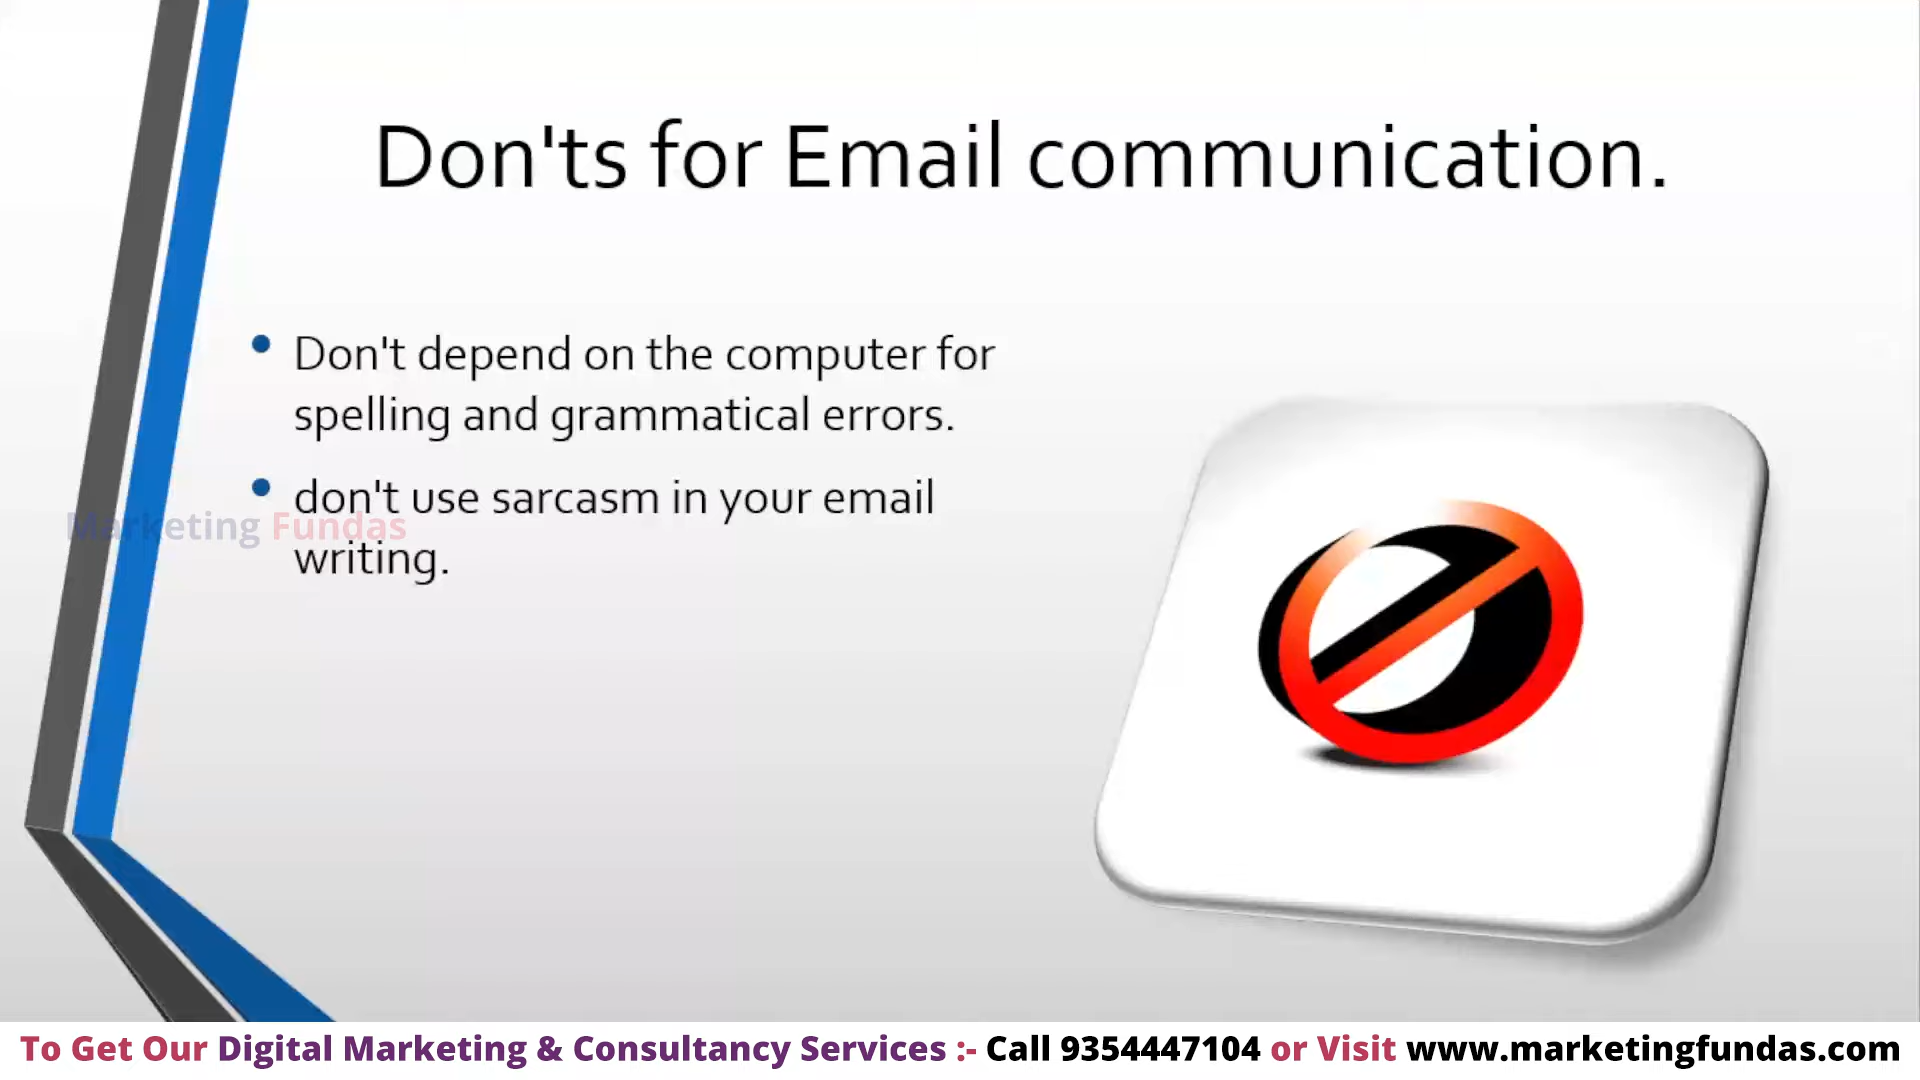 Don'ts for Email communication.
• Don't depend on the computer for
spelling and grammatical errors.
• don't use sarcasm in your email
Marketing Fundas
writing.
To Get Our Digital Marketing & Consultancy Services :- Call 9354447104 or Visit www.marketingfundas.com